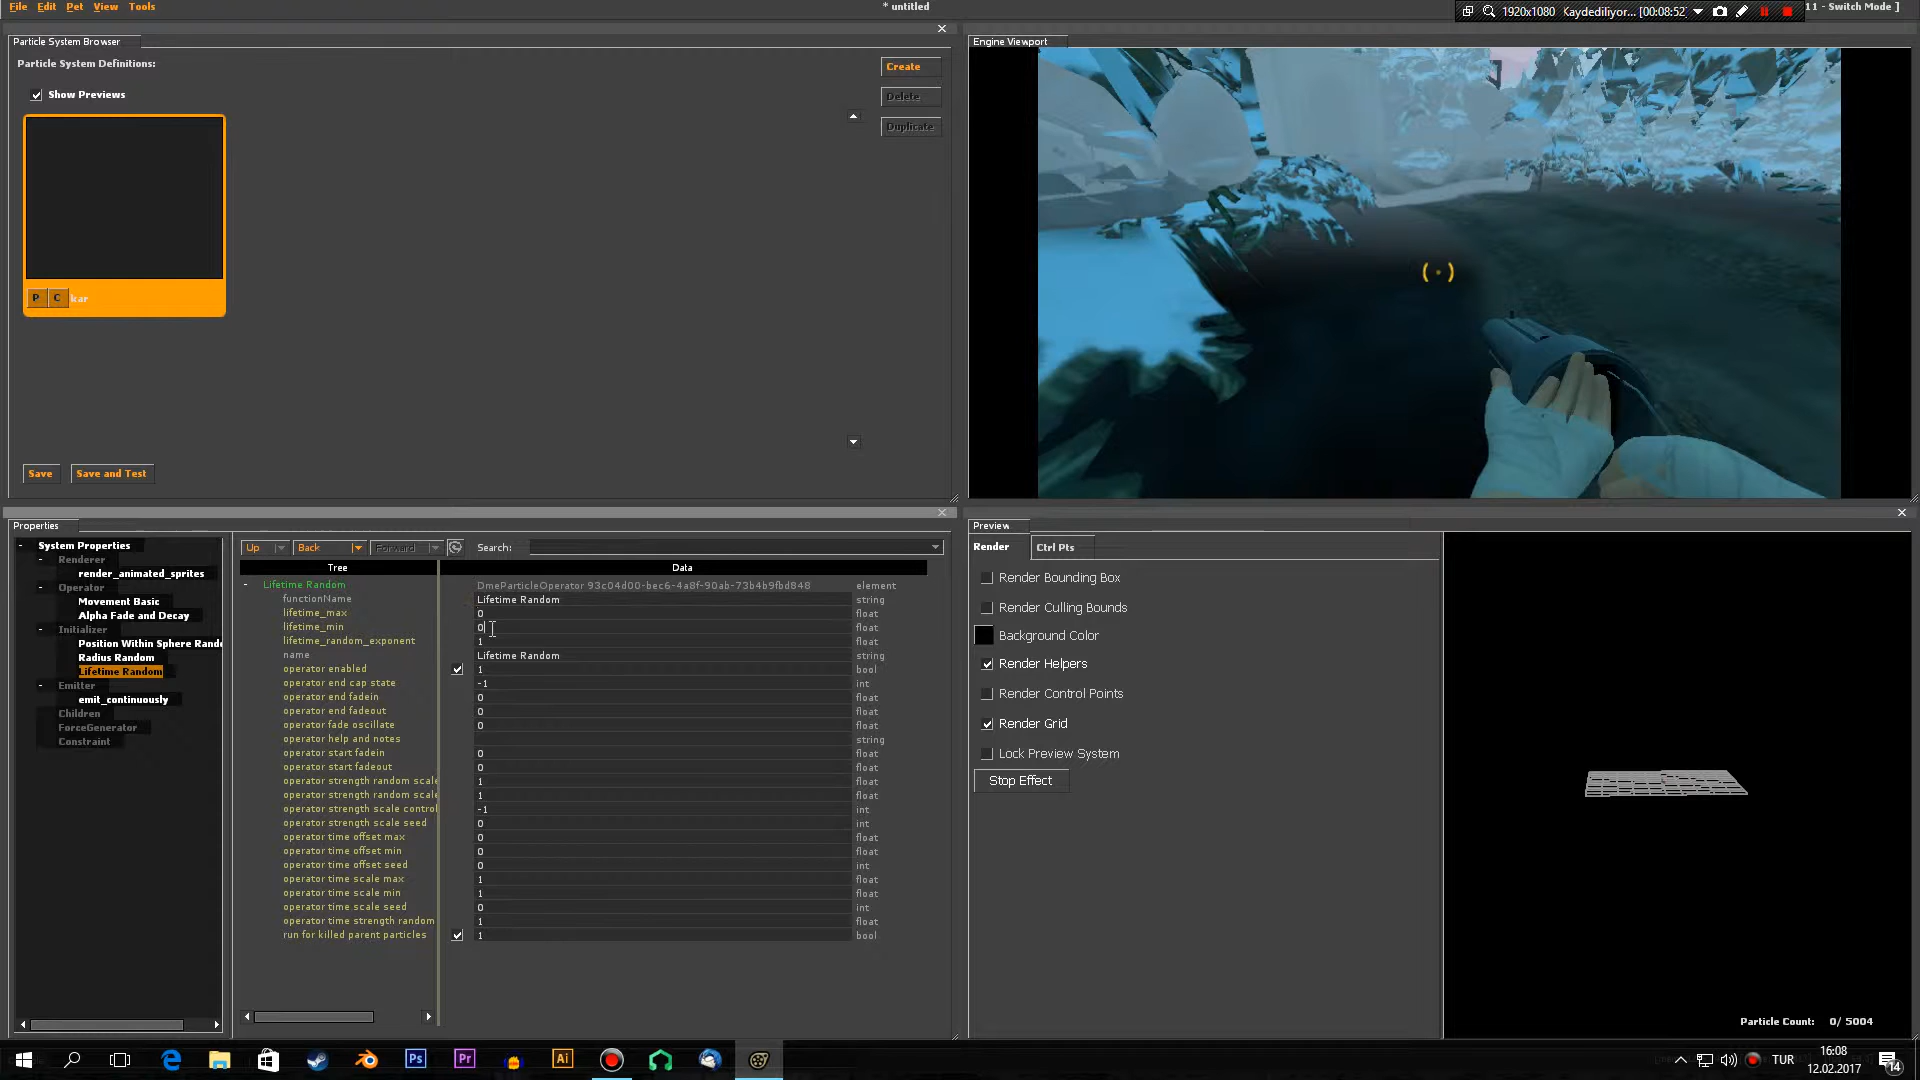 File Edit Pet View Tools
* untitled
1920x1080 Kaydediliyor... [00:08:52]
11 - Switch Mode ]
Particle System Browser
Particle System Definitions:
Show Previews
Create
Delete
Duplicate
P C kar
Save
Save and Test
Engine Viewport
Properties
System Properties
Renderer
render_animated_sprites
Operator
Movement Basic
Alpha Fade and Decay
Initializer
Position Within Sphere Rando
Radius Random
Lifetime Random
Emitter
emit_continuously
Children
ForceGenerator
Constraint
Up Back Forward Search:
Tree Data
Lifetime Random DmeParticleOperator 93c04d00-bec6-4a8f-90ab-73b4b9fbd848 element
functionName Lifetime Random string
lifetime_max 0 float
lifetime_min 0 float
lifetime_random_exponent 1 float
name Lifetime Random string
operator enabled 1 bool
operator end cap state -1 int
operator end fadein 0 float
operator end fadeout 0 float
operator fade oscillate 0 float
operator help and notes string
operator start fadein 0 float
operator start fadeout 0 float
operator strength random scale 1 float
operator strength random scale 1 float
operator strength scale control -1 int
operator strength scale seed 0 int
operator time offset max 0 float
operator time offset min 0 float
operator time offset seed 0 int
operator time scale max 1 float
operator time scale min 1 float
operator time scale seed 0 int
operator time strength random 1 float
run for killed parent particles 1 bool
Preview
Render Ctrl Pts
Render Bounding Box
Render Culling Bounds
Background Color
Render Helpers
Render Control Points
Render Grid
Lock Preview System
Stop Effect
Particle Count: 0/ 5004
Ps Pr Ai
TUR
16:08
12.02.2017
14